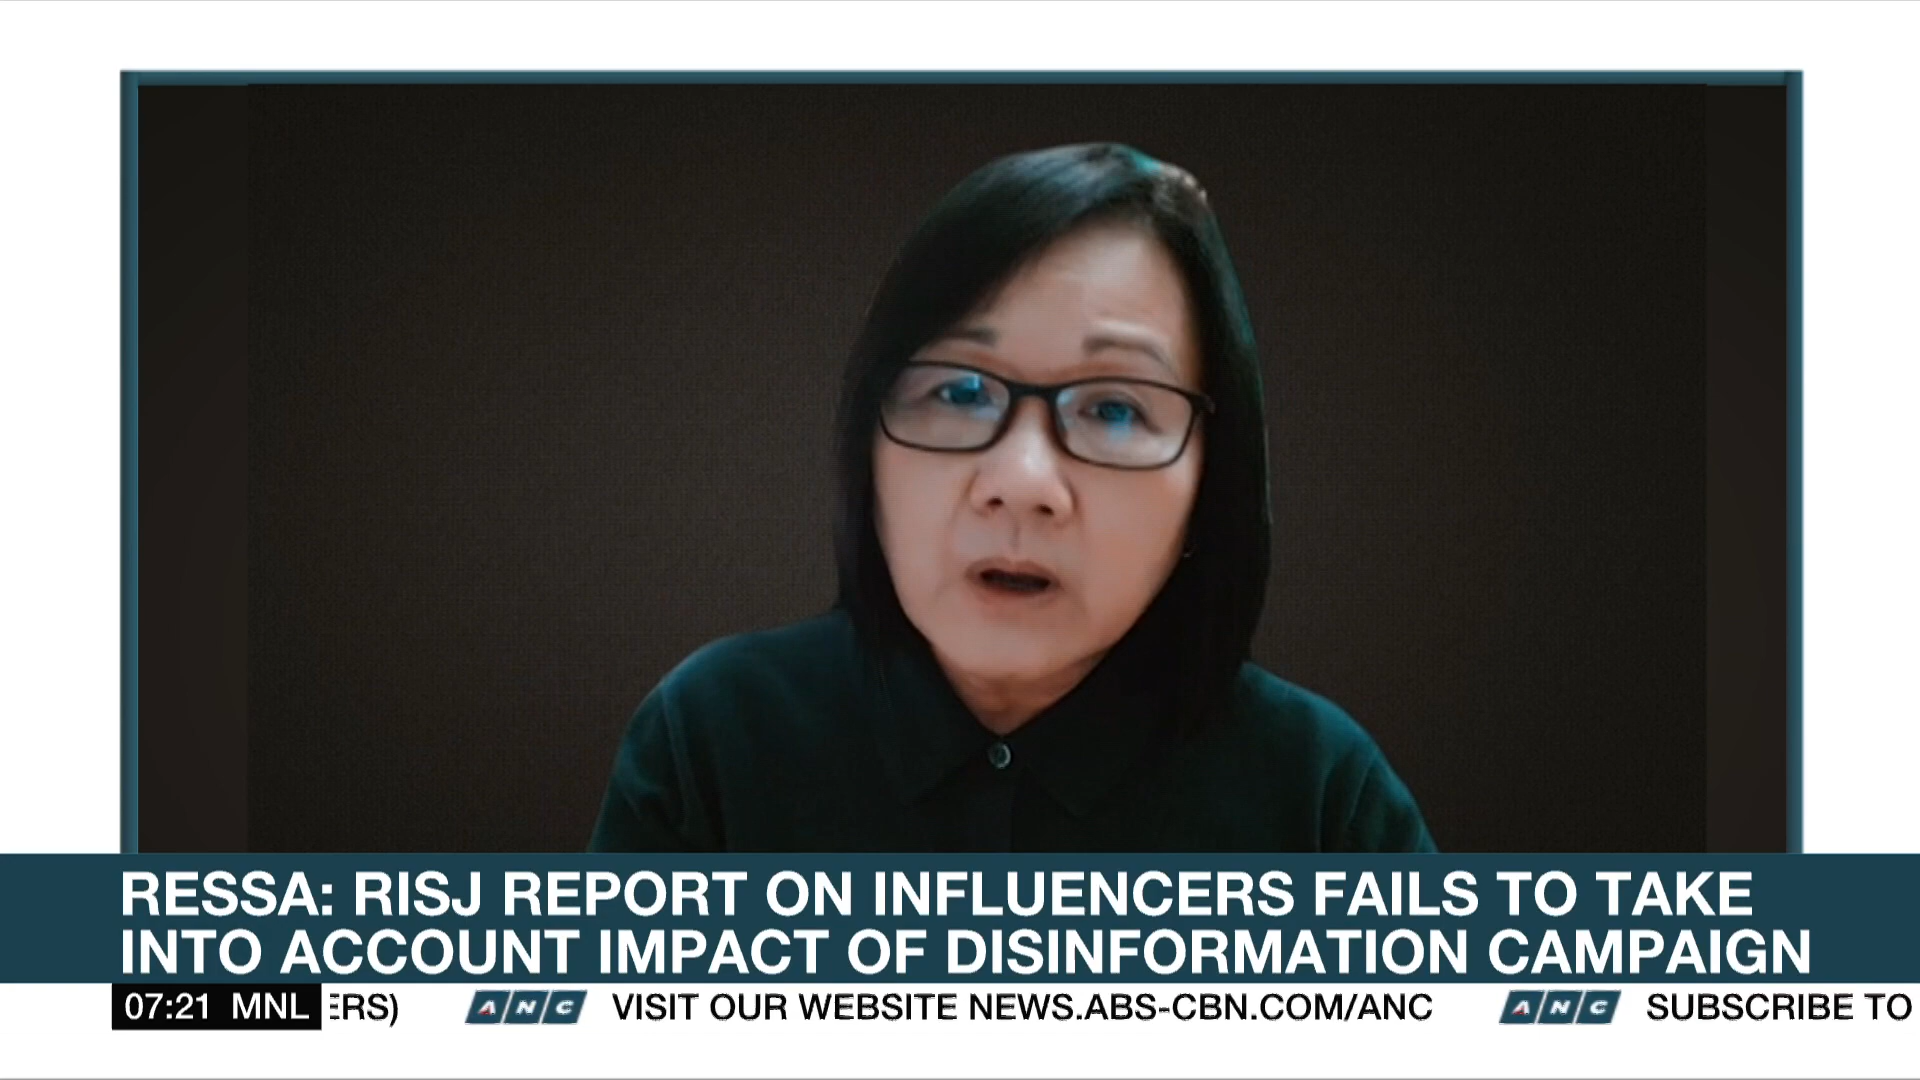 RESSA: RISJ REPORT ON INFLUENCERS FAILS TO TAKE
INTO ACCOUNT IMPACT OF DISINFORMATION CAMPAIGN
07:21 MNL ERS) ANC VISIT OUR WEBSITE NEWS.ABS-CBN.COM/ANC ANC SUBSCRIBE TO